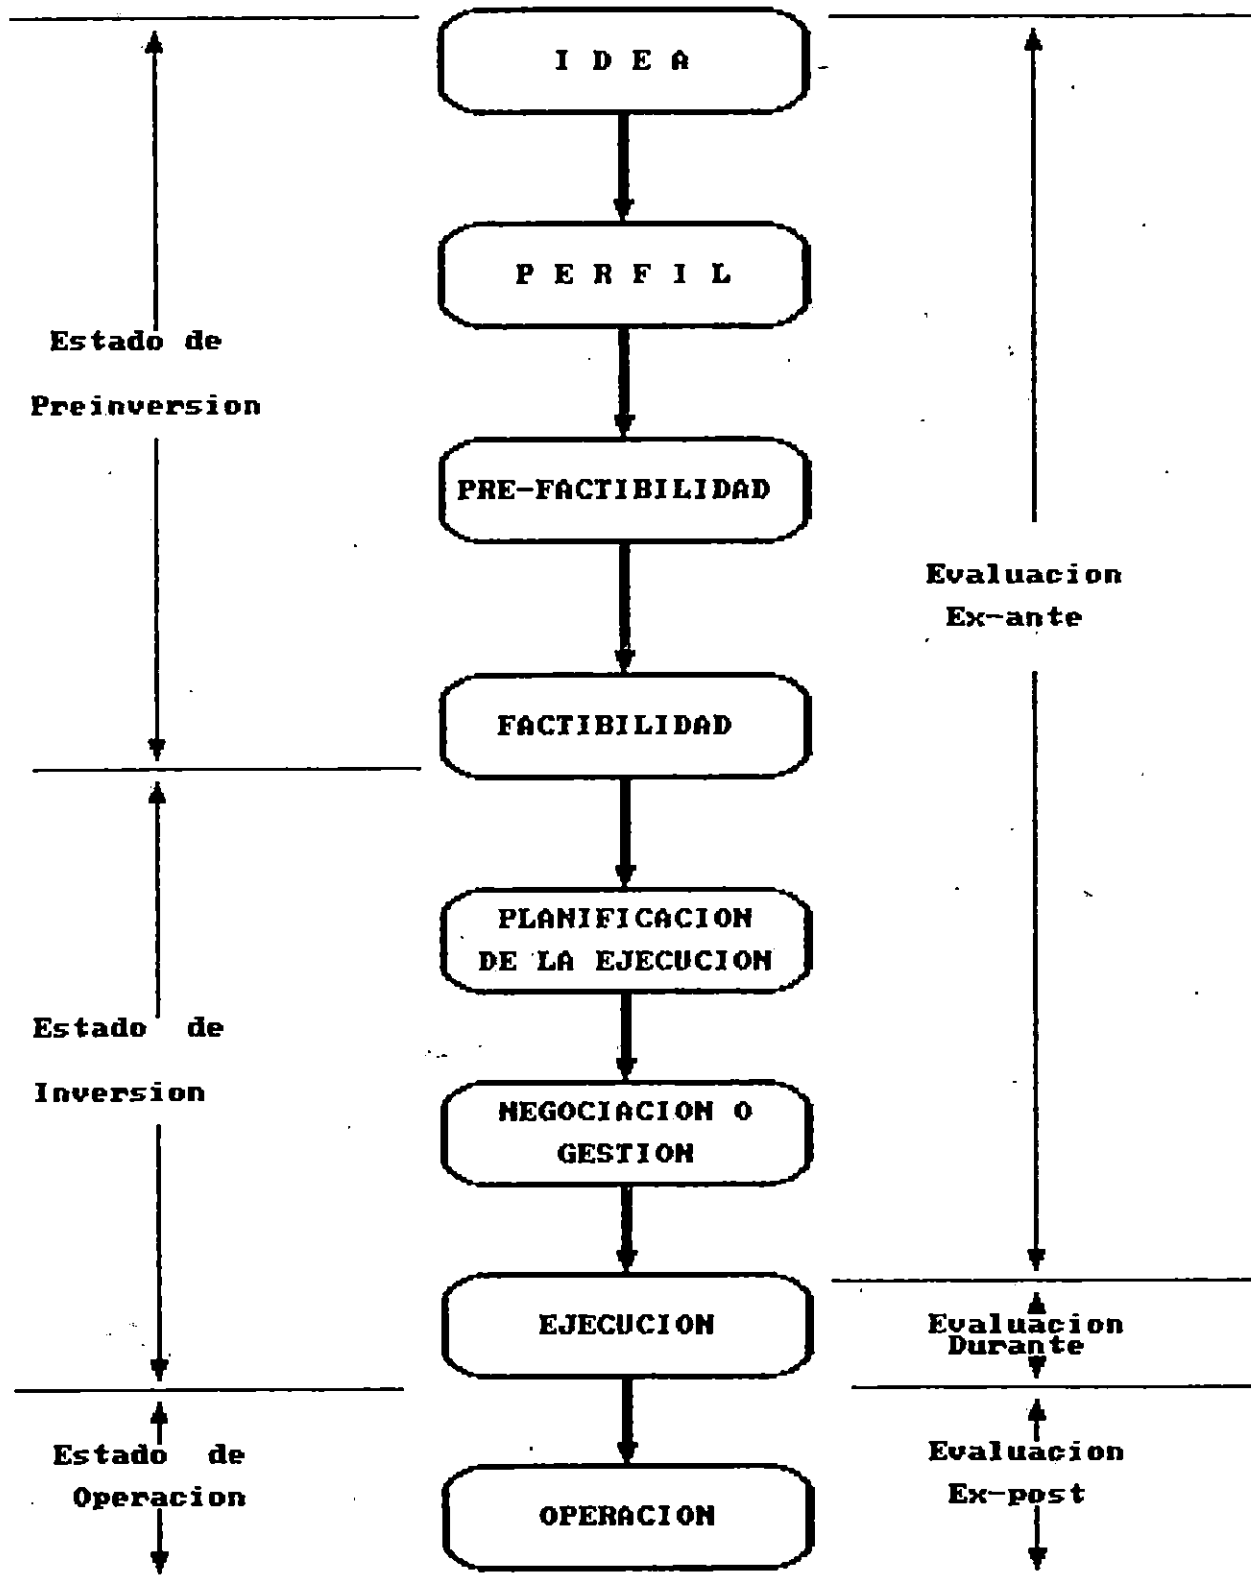 I D E A
P E R F I L
Estado de
Preinversion
PRE-FACTIBILIDAD
Evaluacion
Ex-ante
FACTIBILIDAD
PLANIFICACION
DE LA EJECUCION
Estado de
Inversion
NEGOCIACION O
GESTION
EJECUCION
Evaluacion
Durante
Estado de
Operacion
Evaluacion
Ex-post
OPERACION